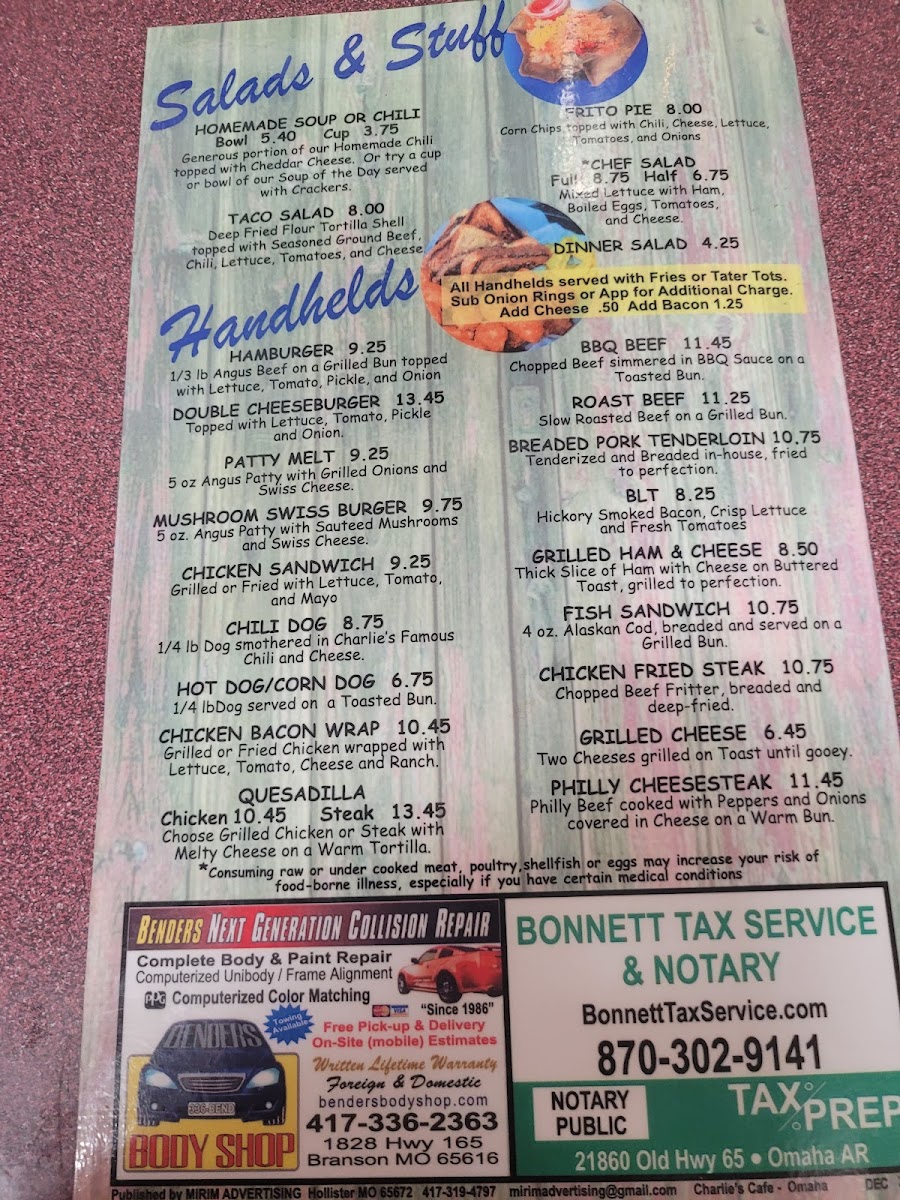 Salads & Stuff
HOMEMADE SOUP OR CHILI
Bowl 5.40 Cup 3.75
Generous portion of our Homemade Chili
topped with Cheddar Cheese. Or try a cup
or bowl of our Soup of the Day served
with Crackers.
TACO SALAD 8.00
Deep Fried Flour Tortilla Shell
topped with Seasoned Ground Beef,
Chili, Lettuce, Tomatoes, and Cheese
FRITO PIE 8.00
Corn Chips topped with Chili, Cheese, Lettuce,
Tomatoes, and Onions
*CHEF SALAD
Full 8.75 Half 6.75
Mixed Lettuce with Ham,
Boiled Eggs, Tomatoes,
and Cheese.
DINNER SALAD 4.25
Handhelds
All Handhelds served with Fries or Tater Tots.
Sub Onion Rings or App for Additional Charge.
Add Cheese .50 Add Bacon 1.25
HAMBURGER 9.25
1/3 lb Angus Beef on a Grilled Bun topped
with Lettuce, Tomato, Pickle, and Onion
DOUBLE CHEESEBURGER 13.45
Topped with Lettuce, Tomato, Pickle
and Onion.
PATTY MELT 9.25
5 oz Angus Patty with Grilled Onions and
Swiss Cheese.
MUSHROOM SWISS BURGER 9.75
5 oz. Angus Patty with Sauteed Mushrooms
and Swiss Cheese.
CHICKEN SANDWICH 9.25
Grilled or Fried with Lettuce, Tomato,
and Mayo
CHILI DOG 8.75
1/4 lb Dog smothered in Charlie's Famous
Chili and Cheese.
HOT DOG/CORN DOG 6.75
1/4 lbDog served on a Toasted Bun.
CHICKEN BACON WRAP 10.45
Grilled or Fried Chicken wrapped with
Lettuce, Tomato, Cheese and Ranch.
QUESADILLA
Chicken 10.45 Steak 13.45
Choose Grilled Chicken or Steak with
Melty Cheese on a Warm Tortilla.
BBQ BEEF 11.45
Chopped Beef simmered in BBQ Sauce on a
Toasted Bun.
ROAST BEEF 11.25
Slow Roasted Beef on a Grilled Bun.
BREADED PORK TENDERLOIN 10.75
Tenderized and Breaded in-house, fried
to perfection.
BLT 8.25
Hickory Smoked Bacon, Crisp Lettuce
and Fresh Tomatoes
GRILLED HAM & CHEESE 8.50
Thick Slice of Ham with Cheese on Buttered
Toast, grilled to perfection.
FISH SANDWICH 10.75
4 oz. Alaskan Cod, breaded and served on a
Grilled Bun.
CHICKEN FRIED STEAK 10.75
Chopped Beef Fritter, breaded and
deep-fried.
GRILLED CHEESE 6.45
Two Cheeses grilled on Toast until gooey.
PHILLY CHEESESTEAK 11.45
Philly Beef cooked with Peppers and Onions
covered in Cheese on a Warm Bun.
*Consuming raw or under cooked meat, poultry,shellfish or eggs may increase your risk of
food-borne illness, especially if you have certain medical conditions
BENDERS NEXT GENERATION COLLISION REPAIR
Complete Body & Paint Repair
Computerized Unibody / Frame Alignment
PPG Computerized Color Matching
VISA "Since 1986"
Towing
Available
Free Pick-up & Delivery
On-Site (mobile) Estimates
Written Lifetime Warranty
Foreign & Domestic
bendersbodyshop.com
417-336-2363
1828 Hwy 165
Branson MO 65616
BENDERS
336-BEND
BODY SHOP
BONNETT TAX SERVICE
& NOTARY
BonnettTaxService.com
870-302-9141
NOTARY
PUBLIC
TAX PREP
21860 Old Hwy 65 • Omaha AR
Published by MIRIM ADVERTISING Hollister MO 65672 417-319-4797 mirimadvertising@gmail.com Charlie's Cafe - Omaha DEC